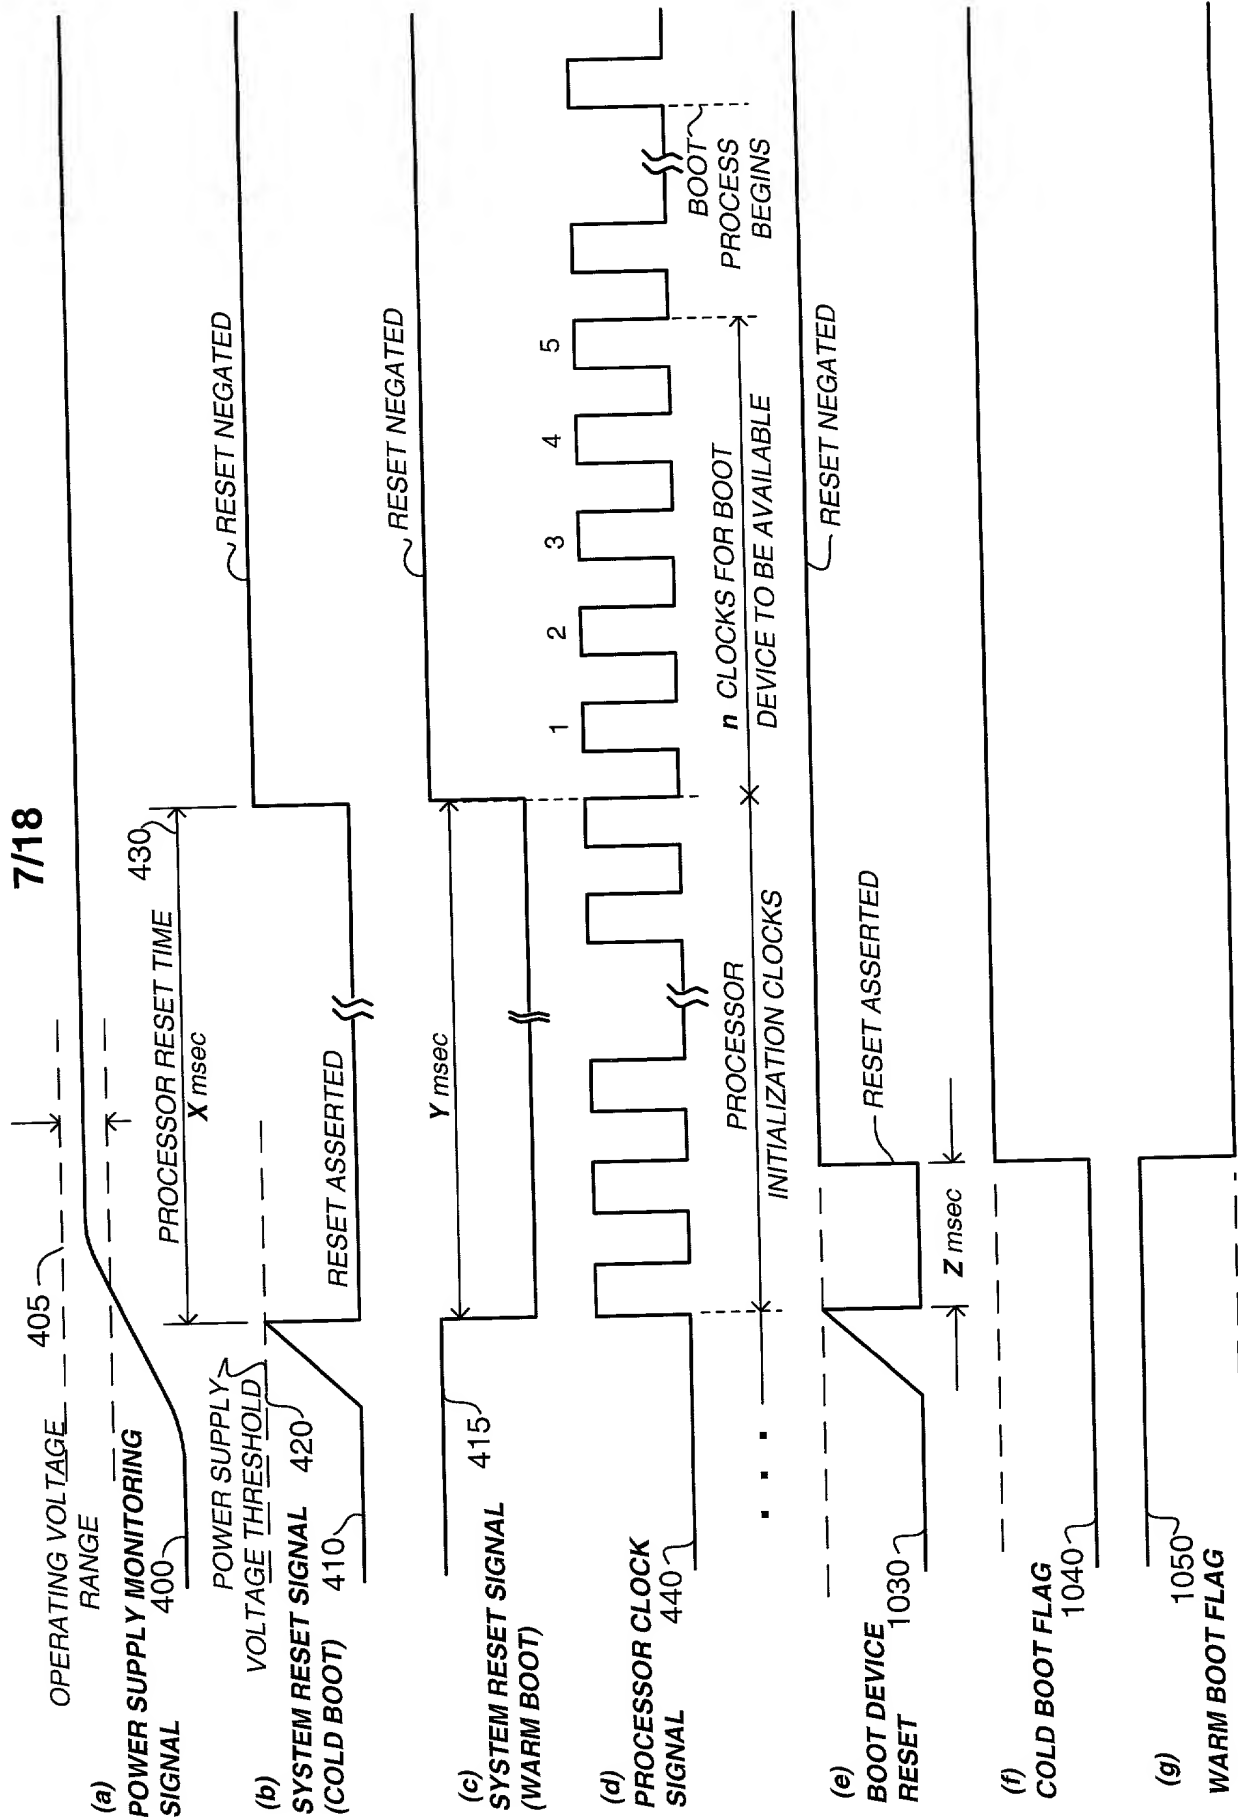 7/18
OPERATING VOLTAGE
RANGE
405
(a)
POWER SUPPLY MONITORING
SIGNAL
400
PROCESSOR RESET TIME
X msec
430
POWER SUPPLY
VOLTAGE THRESHOLD
(b)
SYSTEM RESET SIGNAL
(COLD BOOT)
420
410
RESET ASSERTED
RESET NEGATED
(c)
SYSTEM RESET SIGNAL
(WARM BOOT)
415
Y msec
RESET NEGATED
(d)
PROCESSOR CLOCK
SIGNAL
440
1 2 3 4 5
PROCESSOR
INITIALIZATION CLOCKS
n CLOCKS FOR BOOT
DEVICE TO BE AVAILABLE
BOOT
PROCESS
BEGINS
(e)
BOOT DEVICE
RESET
1030
RESET ASSERTED
Z msec
RESET NEGATED
(f)
COLD BOOT FLAG
1040
(g)
WARM BOOT FLAG
1050